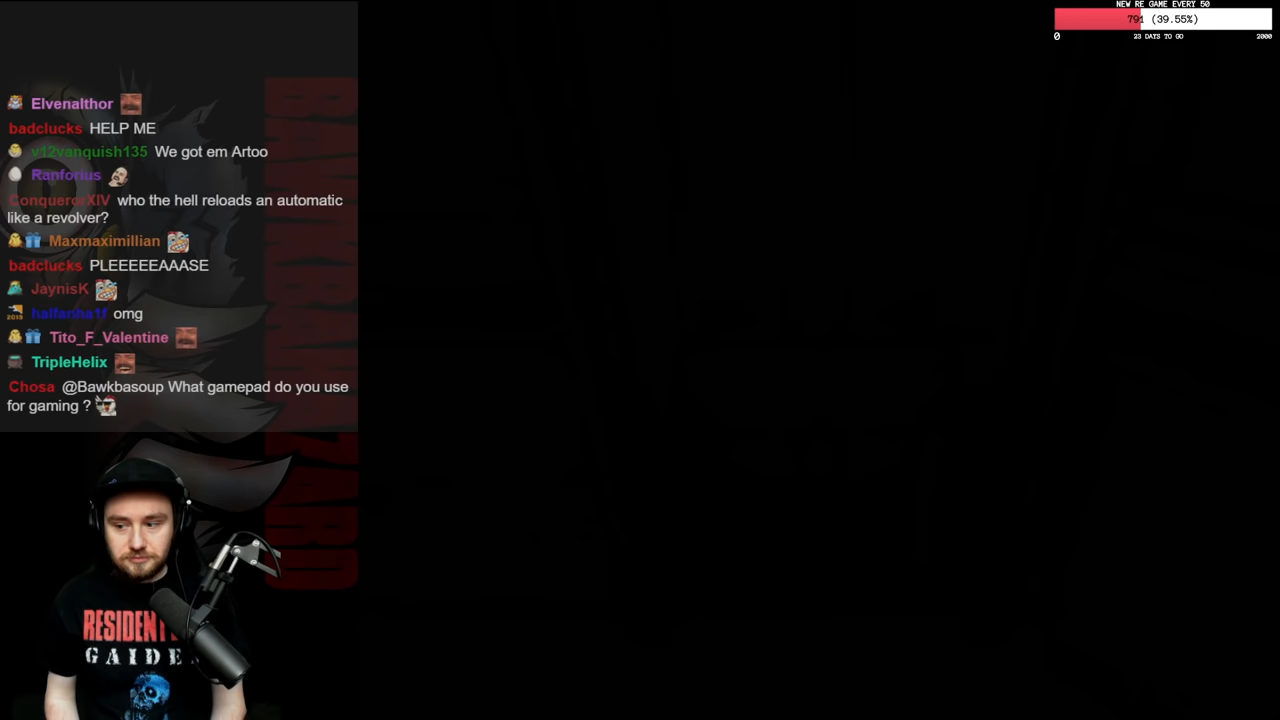 NEW RE GAME EVERY 50
791 (39.55%)
0 23 DAYS TO GO 2000
Elvenalthor
badclucks HELP ME
v12vanquish135 We got em Artoo
Ranforius
ConquerorXIV who the hell reloads an automatic
like a revolver?
Maxmaximillian
badclucks PLEEEEEAAASE
JaynisK
halfanha1f omg
Tito_F_Valentine
TripleHelix
Chosa @Bawkbasoup What gamepad do you use
for gaming ?
RESIDENT
GAIDE